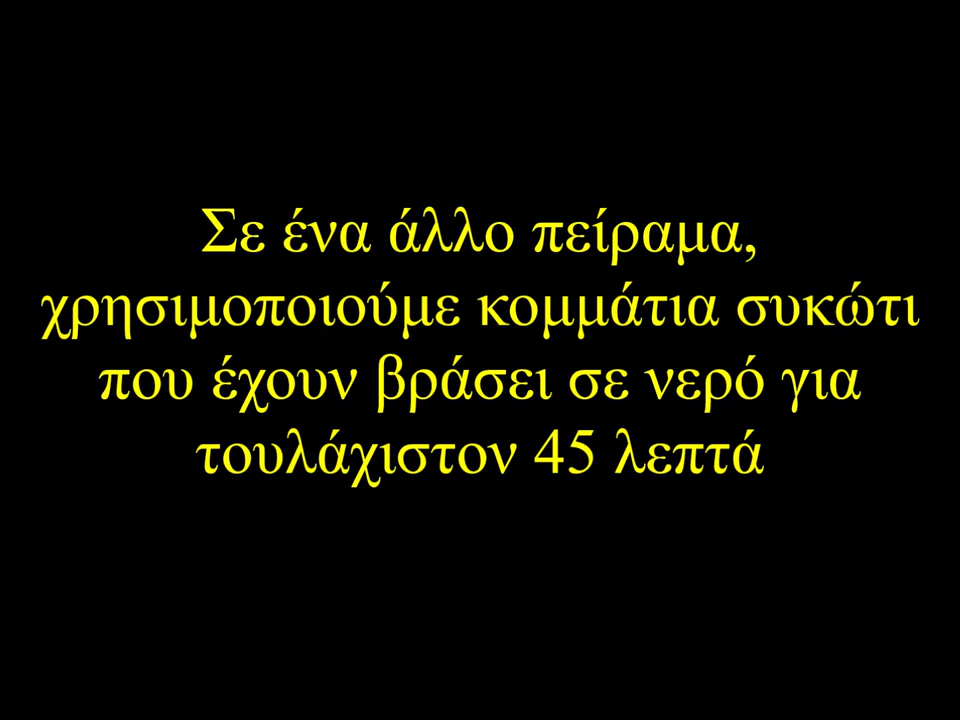 Σε ένα άλλο πείραμα,
χρησιμοποιούμε κομμάτια συκώτι
που έχουν βράσει σε νερό για
τουλάχιστον 45 λεπτά